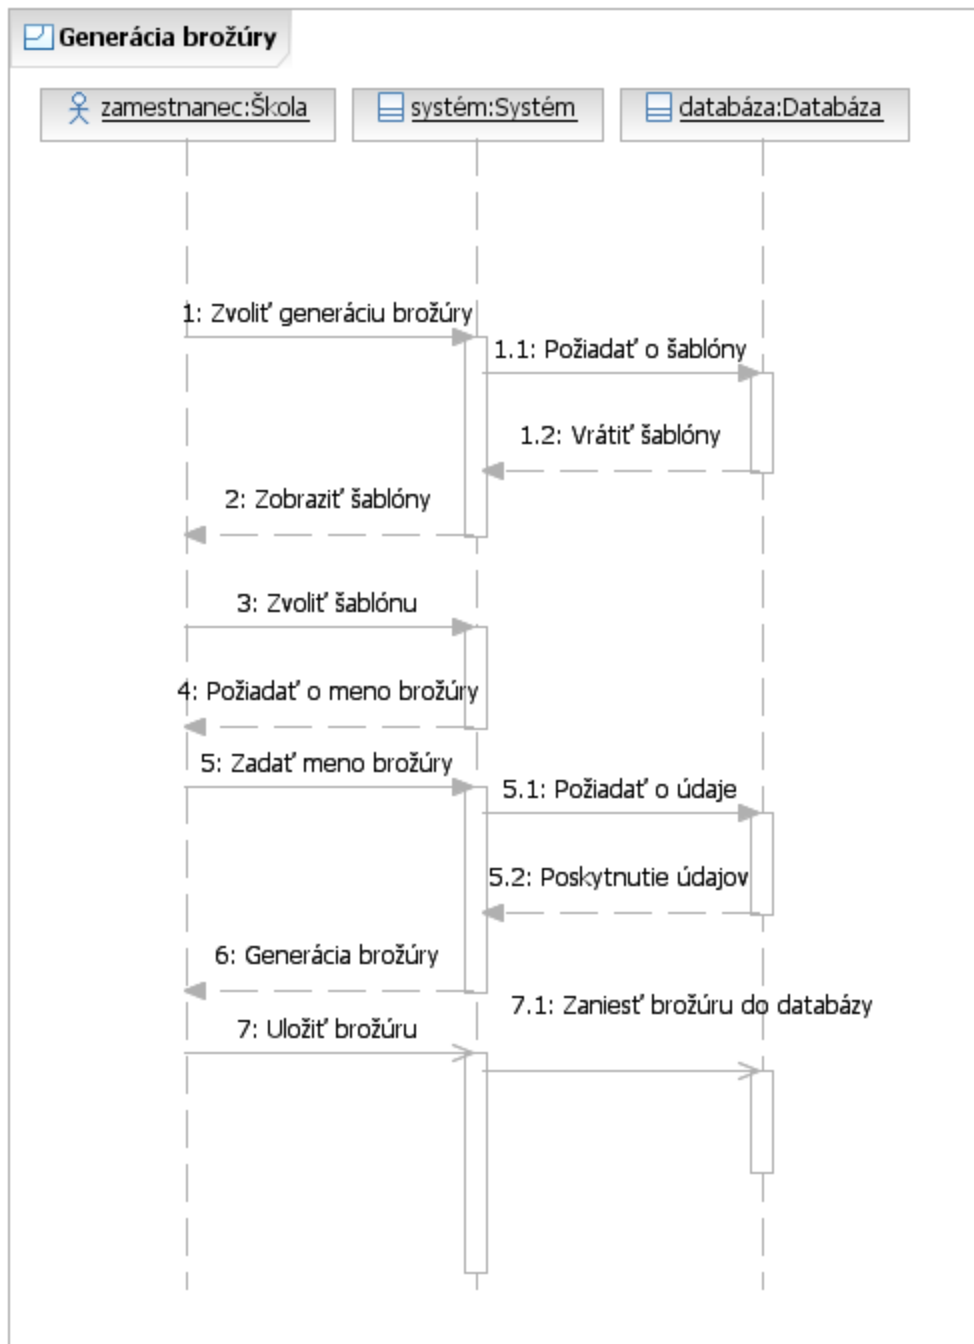 Generácia brožúry
zamestnanec:Škola
systém:Systém
databáza:Databáza
1: Zvoliť generáciu brožúry
1.1: Požiadať o šablóny
1.2: Vrátiť šablóny
2: Zobraziť šablóny
3: Zvoliť šablónu
4: Požiadať o meno brožúry
5: Zadať meno brožúry
5.1: Požiadať o údaje
5.2: Poskytnutie údajov
6: Generácia brožúry
7.1: Zaniesť brožúru do databázy
7: Uložiť brožúru